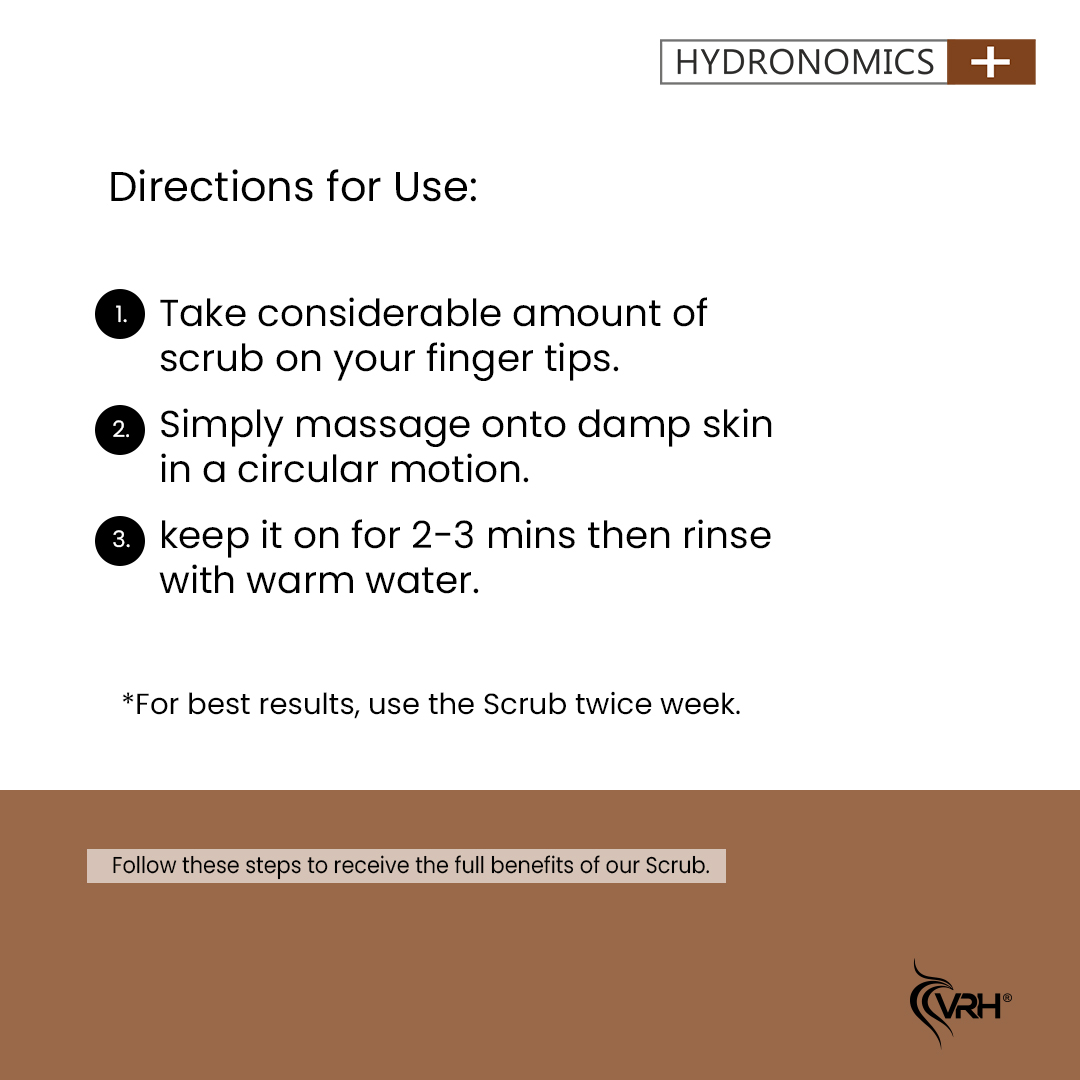 HYDRONOMICS +
Directions for Use:
1. Take considerable amount of
scrub on your finger tips.
2. Simply massage onto damp skin
in a circular motion.
3. keep it on for 2-3 mins then rinse
with warm water.
*For best results, use the Scrub twice week.
Follow these steps to receive the full benefits of our Scrub.
VRH®